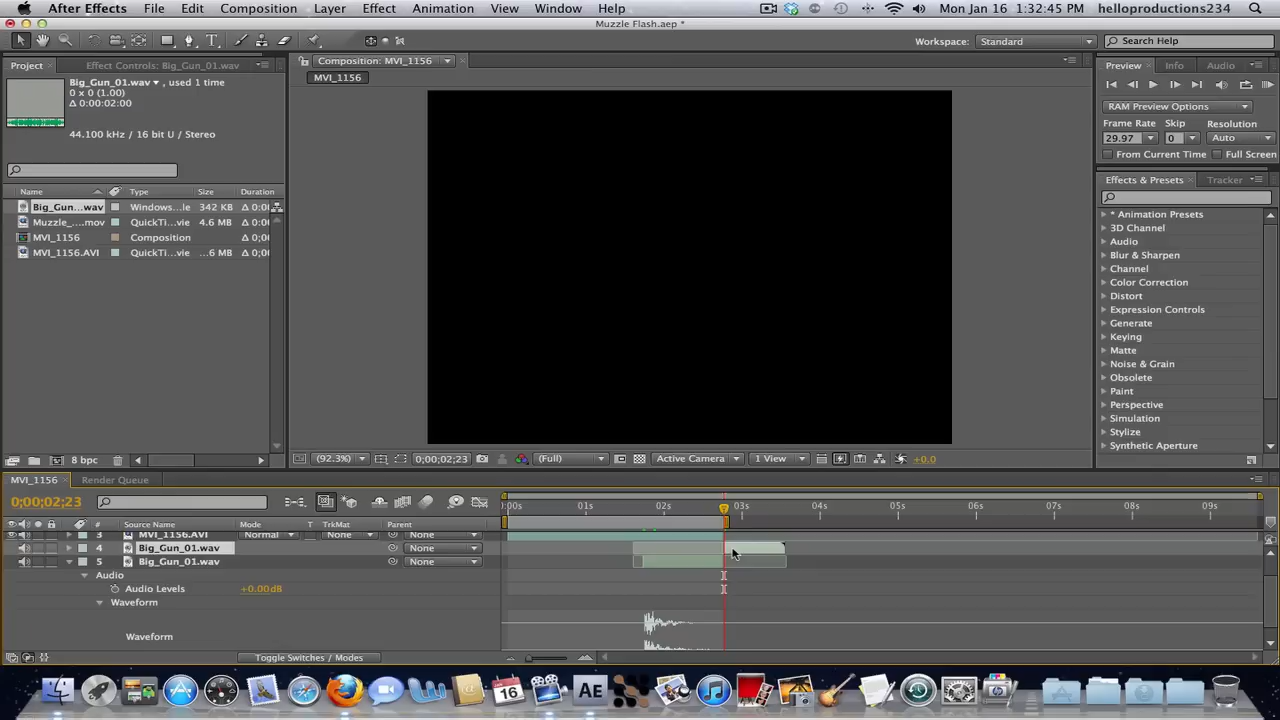 After Effects File Edit Composition Layer Effect Animation View Window Help Mon Jan 16 1:32:45 PM helloproductions234
Muzzle Flash.aep *
Workspace: Standard Search Help
Project Effect Controls: Big_Gun_01.wav
Composition: MVI_1156
Preview Info Audio
MVI_1156
Big_Gun_01.wav , used 1 time
0 x 0 (1.00)
Δ 0:00:02:00
44.100 kHz / 16 bit U / Stereo
RAM Preview Options
Frame Rate Skip Resolution
29.97 0 Auto
From Current Time Full Screen
Effects & Presets Tracker
Name Type Size Duration
Big_Gun...wav Windows...le 342 KB Δ 0:0
Muzzle_....mov QuickTi...vie 4.6 MB Δ 0:0
MVI_1156 Composition Δ 0;0
MVI_1156.AVI QuickTi...vie ...6 MB Δ 0;0
* Animation Presets
3D Channel
Audio
Blur & Sharpen
Channel
Color Correction
Distort
Expression Controls
Generate
Keying
Matte
Noise & Grain
Obsolete
Paint
Perspective
Simulation
Stylize
Synthetic Aperture
8 bpc
(92.3%) 0;00;02;23 (Full) Active Camera 1 View +0.0
MVI_1156 Render Queue
0;00;02;23
:00s 01s 02s 03s 04s 05s 06s 07s 08s 09s
# Source Name Mode T TrkMat Parent
3 MVI_1156.AVI Normal None None
4 Big_Gun_01.wav None
5 Big_Gun_01.wav None
Audio
Audio Levels +0.00dB
Waveform
Waveform
Toggle Switches / Modes
AE
16